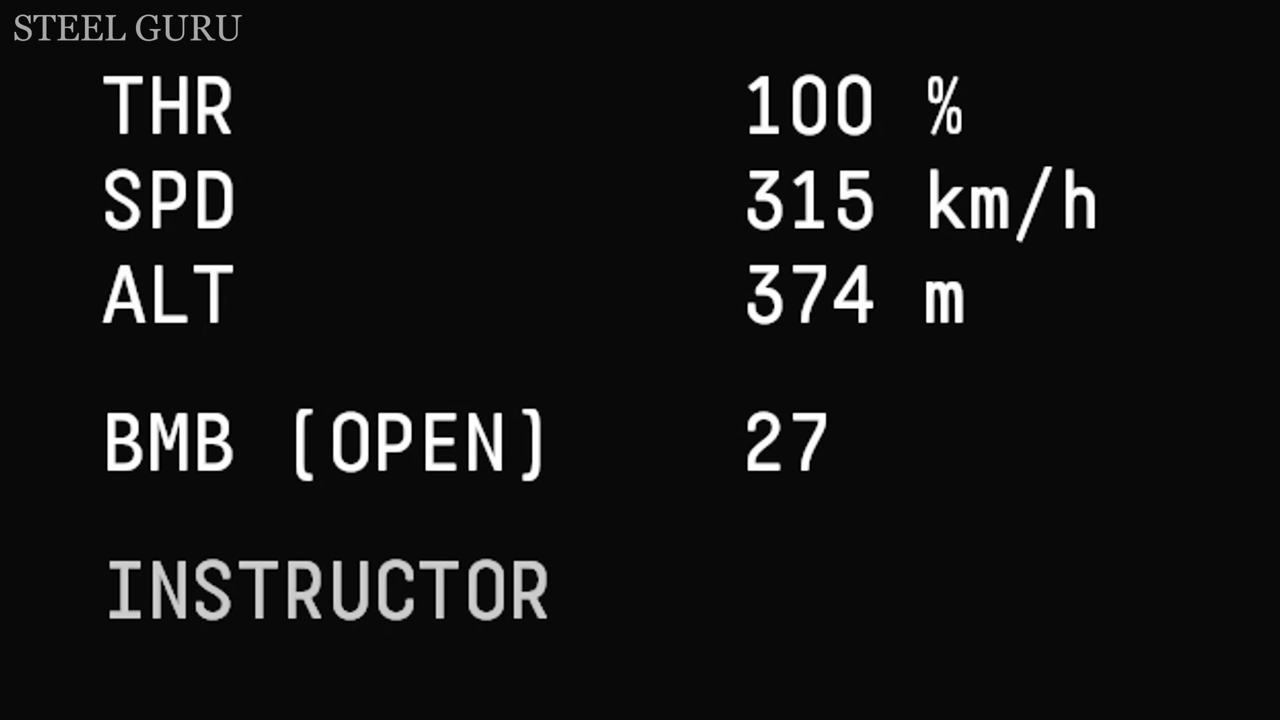 STEEL GURU
THR 100 %
SPD 315 km/h
ALT 374 m
BMB (OPEN) 27
INSTRUCTOR